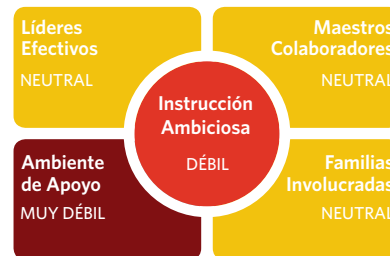 Líderes
Efectivos
NEUTRAL
Maestros
Colaboradores
NEUTRAL
Instrucción
Ambiciosa
DÉBIL
Ambiente
de Apoyo
MUY DÉBIL
Familias
Involucradas
NEUTRAL